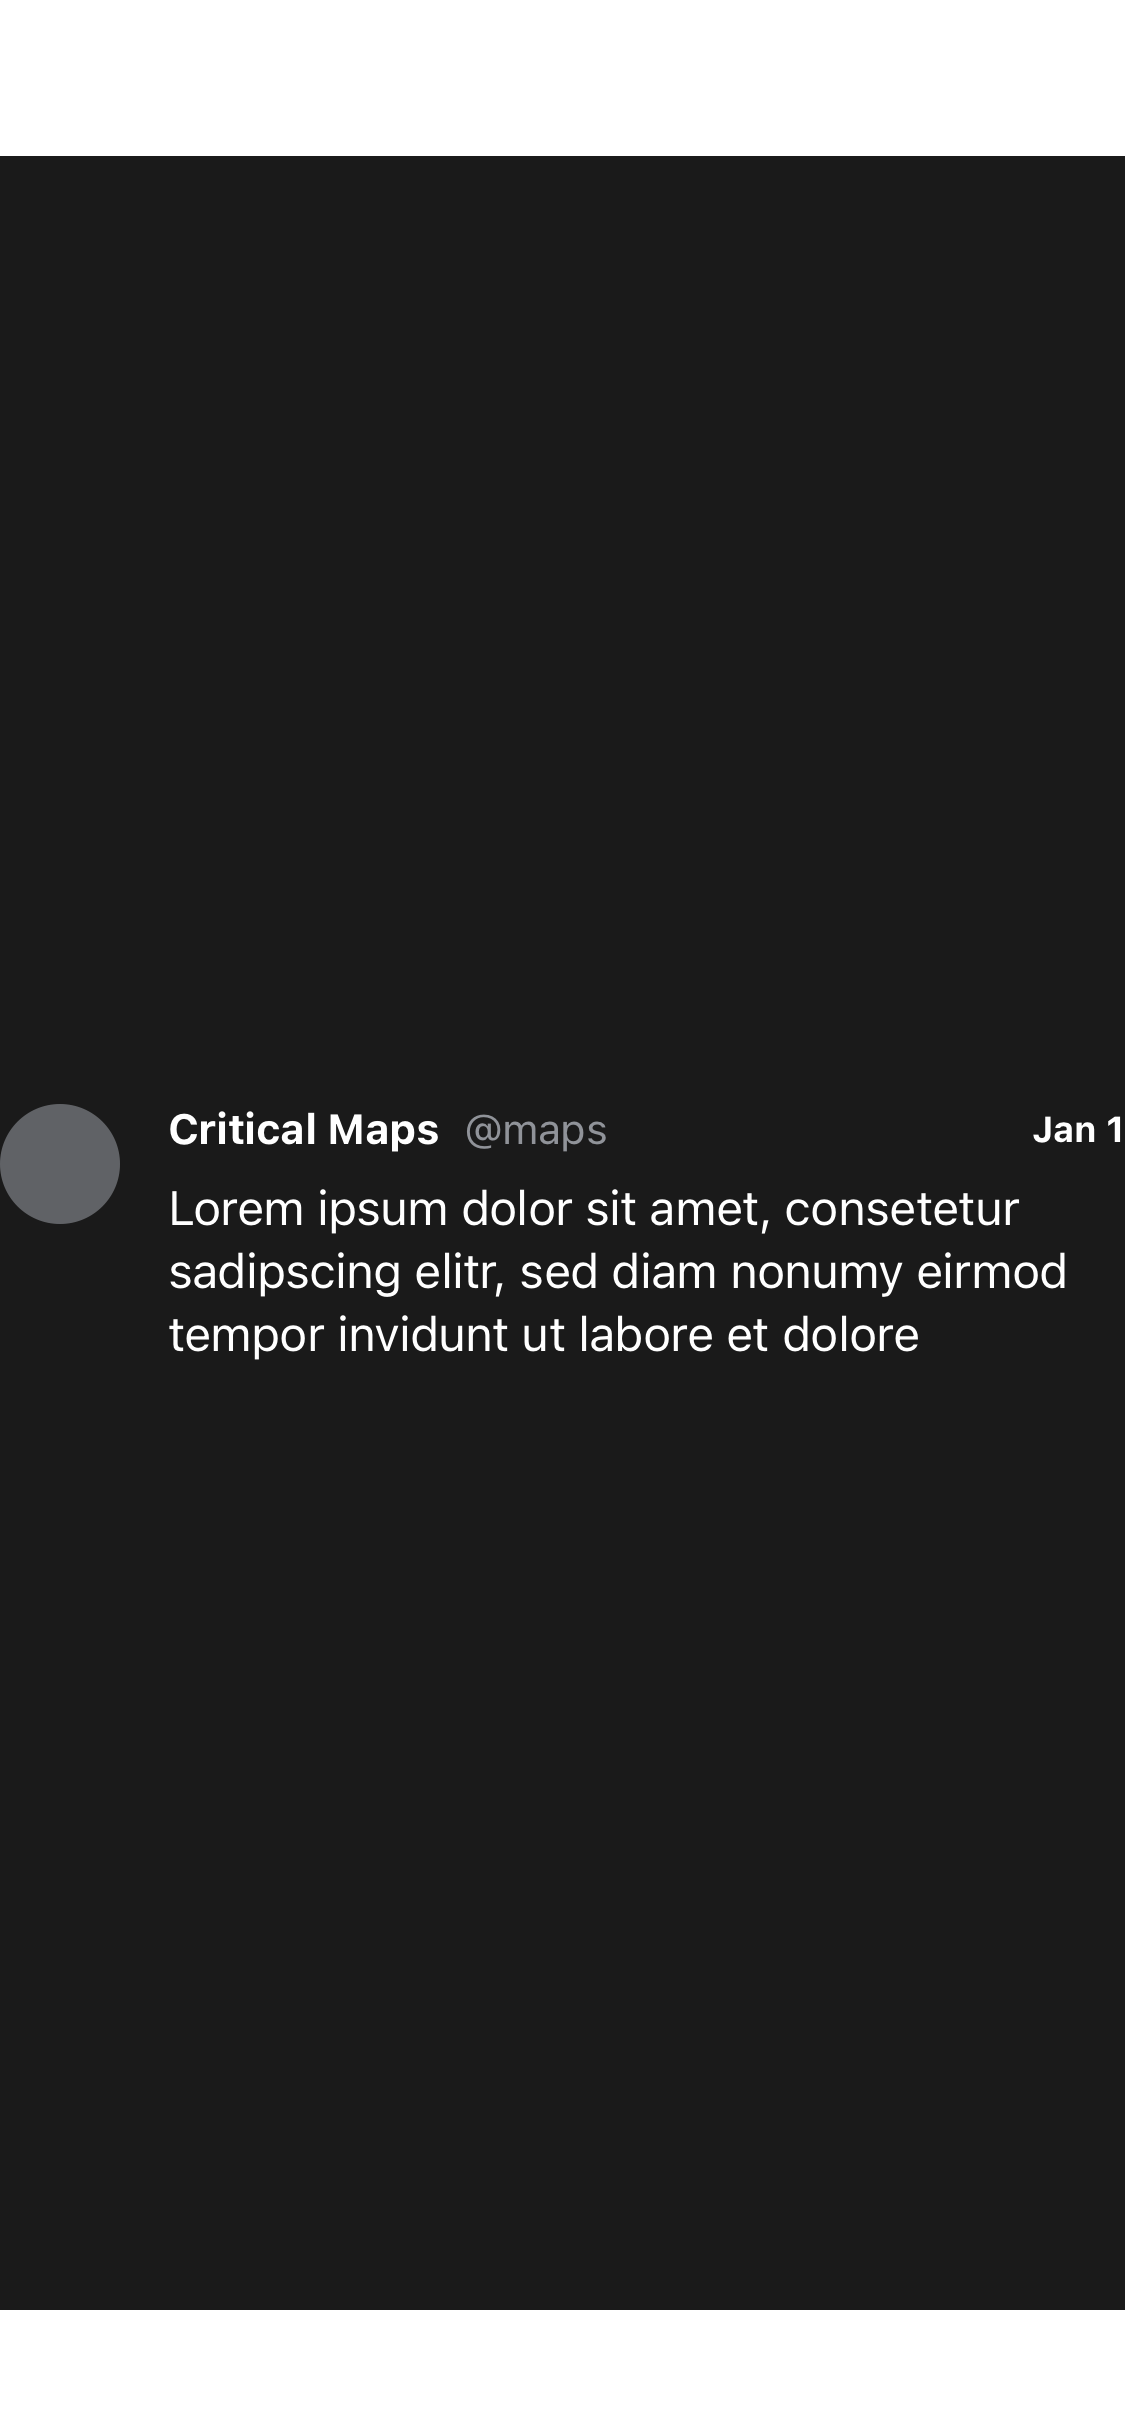 Critical Maps @maps Jan 1
Lorem ipsum dolor sit amet, consetetur
sadipscing elitr, sed diam nonumy eirmod
tempor invidunt ut labore et dolore